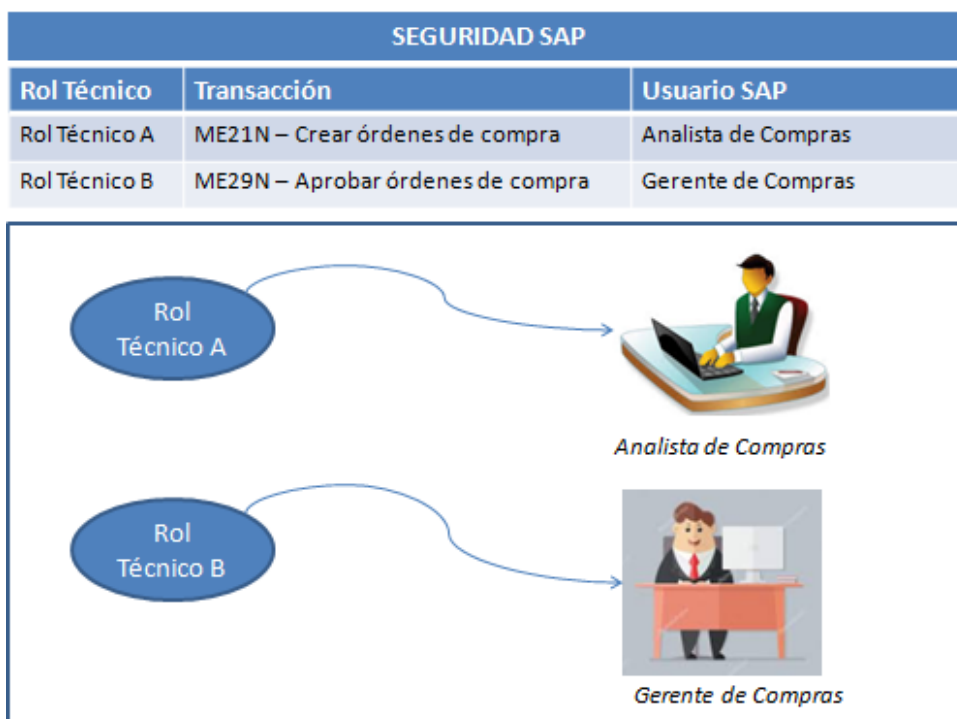 SEGURIDAD SAP
Rol Técnico Transacción Usuario SAP
Rol Técnico A ME21N – Crear órdenes de compra Analista de Compras
Rol Técnico B ME29N – Aprobar órdenes de compra Gerente de Compras
Rol
Técnico A
Analista de Compras
Rol
Técnico B
Gerente de Compras